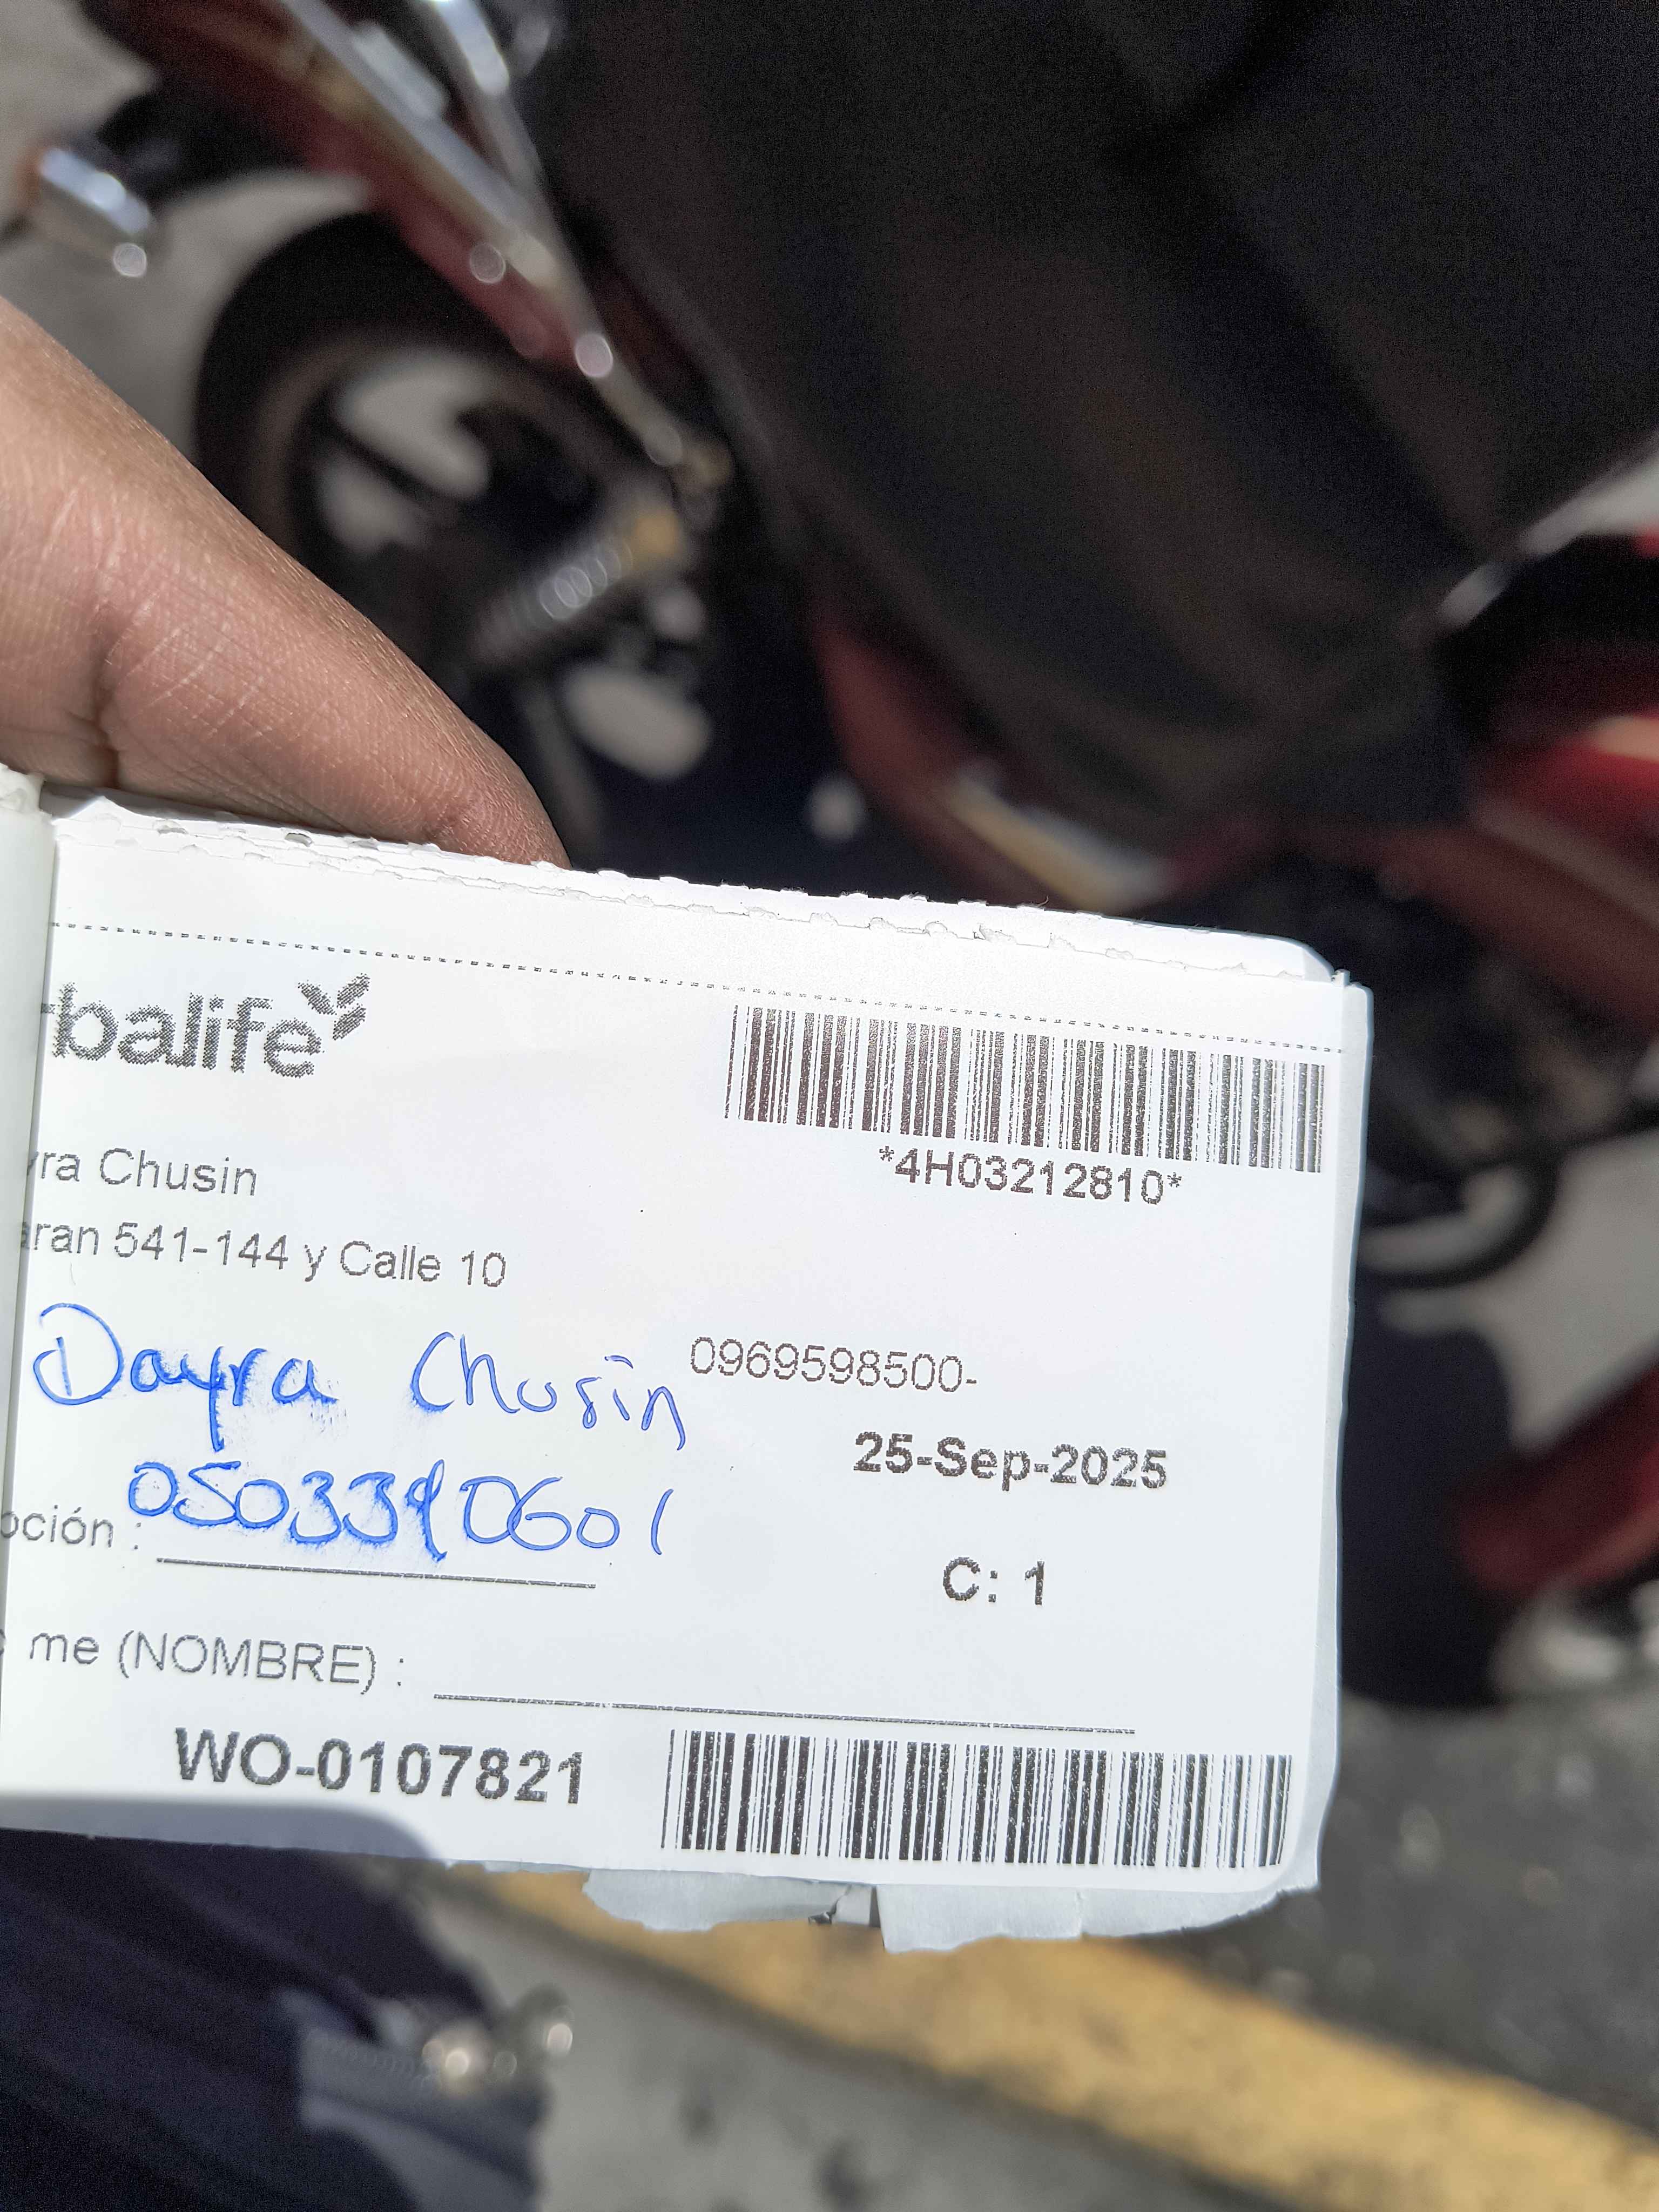 rbalife
*4H03212810*
yra Chusin
aran 541-144 y Calle 10
Dayra Chusin
0969598500-
25-Sep-2025
0503390601
pción :
C: 1
me (NOMBRE) :
WO-0107821